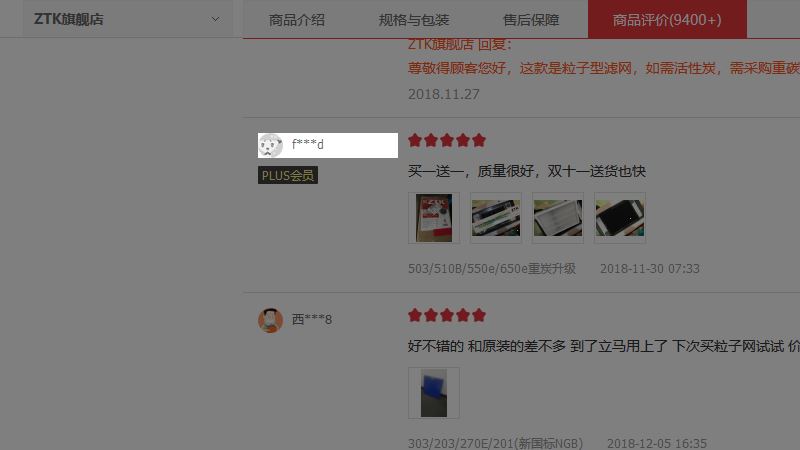 ZTK旗舰店
商品介绍 规格与包装 售后保障 商品评价(9400+)
ZTK旗舰店 回复：
尊敬得顾客您好，这款是粒子型滤网，如需活性炭，需采购重碳
2018.11.27
f***d
PLUS会员
买一送一，质量很好，双十一送货也快
ZTK
503/510B/550e/650e重炭升级 2018-11-30 07:33
西***8
好不错的 和原装的差不多 到了立马用上了 下次买粒子网试试 价
303/203/270E/201(新国标NGB) 2018-12-05 16:35